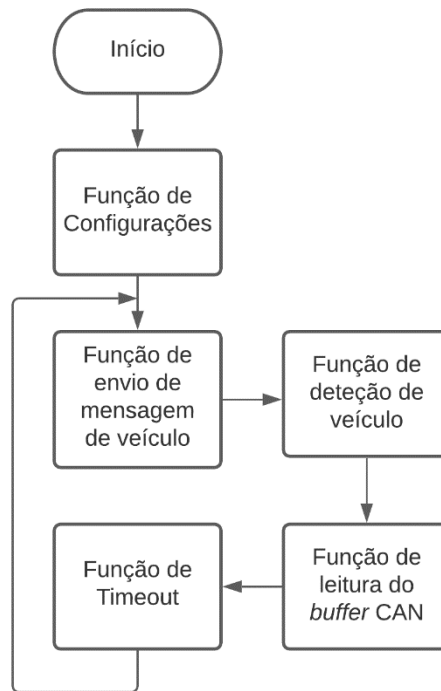 Início
Função de
Configurações
Função de
envio de
mensagem
de veículo
Função de
deteção de
veículo
Função de
Timeout
Função de
leitura do
buffer CAN